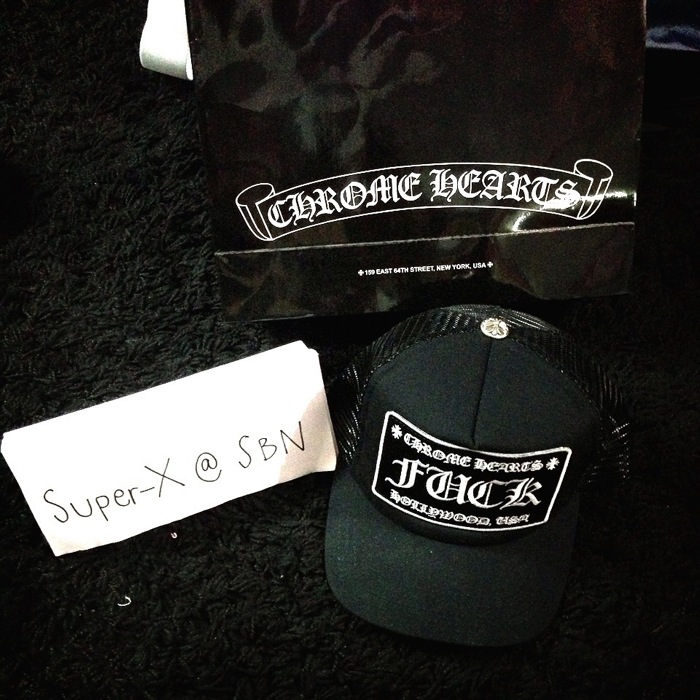 CHROME HEARTS
159 EAST 64TH STREET, NEW YORK, USA
Super-X @ SBN
CHROME HEARTS
FUCK
HOLLYWOOD, USA